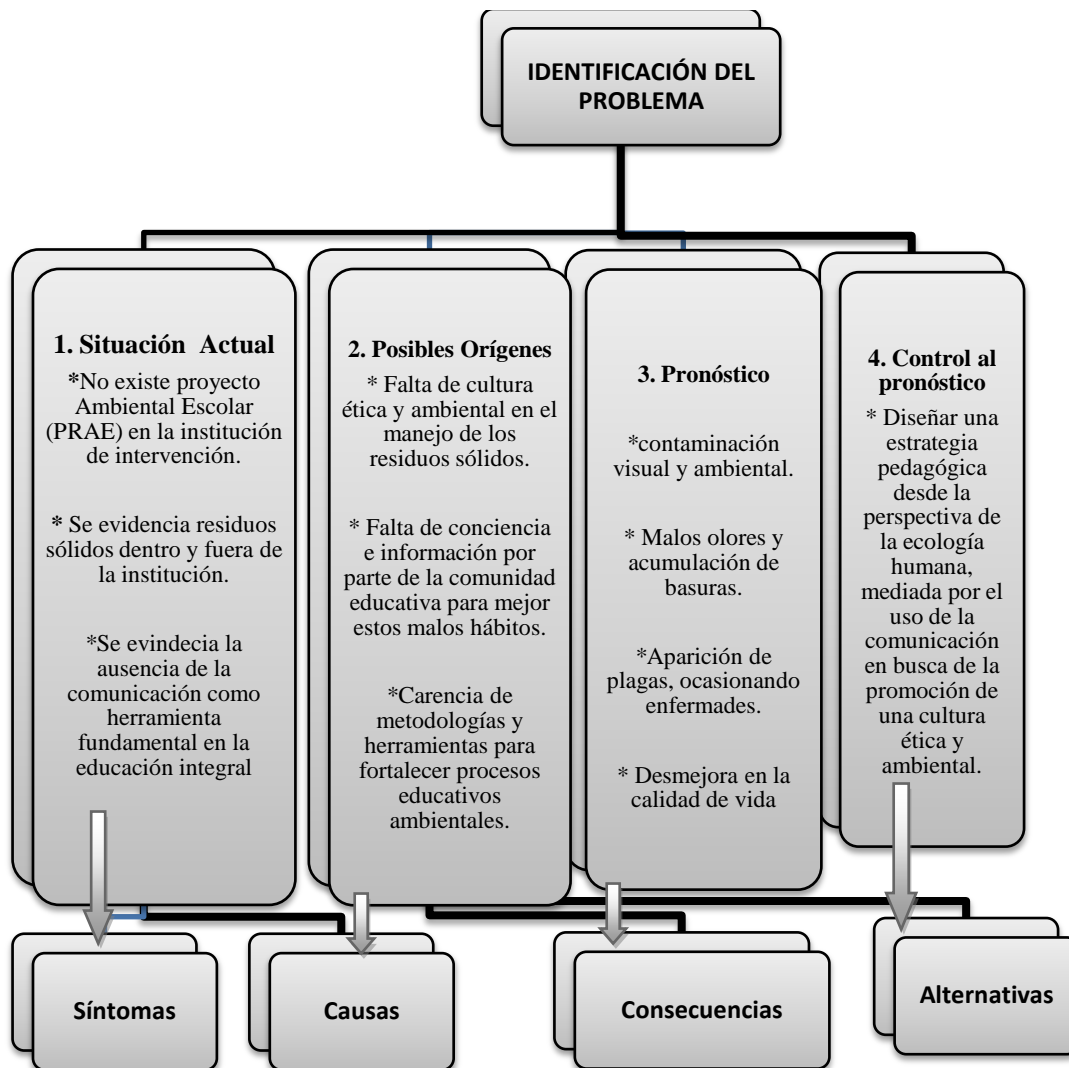 IDENTIFICACIÓN DEL
PROBLEMA
1. Situación Actual
*No existe proyecto
Ambiental Escolar
(PRAE) en la institución
de intervención.
* Se evidencia residuos
sólidos dentro y fuera de
la institución.
*Se evindecia la
ausencia de la
comunicación como
herramienta
fundamental en la
educación integral
2. Posibles Orígenes
* Falta de cultura
ética y ambiental en el
manejo de los
residuos sólidos.
* Falta de conciencia
e información por
parte de la comunidad
educativa para mejor
estos malos hábitos.
*Carencia de
metodologías y
herramientas para
fortalecer procesos
educativos
ambientales.
3. Pronóstico
*contaminación
visual y ambiental.
* Malos olores y
acumulación de
basuras.
*Aparición de
plagas, ocasionando
enfermades.
* Desmejora en la
calidad de vida
4. Control al
pronóstico
* Diseñar una
estrategia
pedagógica
desde la
perspectiva de
la ecología
humana,
mediada por el
uso de la
comunicación
en busca de la
promoción de
una cultura
ética y
ambiental.
Síntomas
Causas
Consecuencias
Alternativas